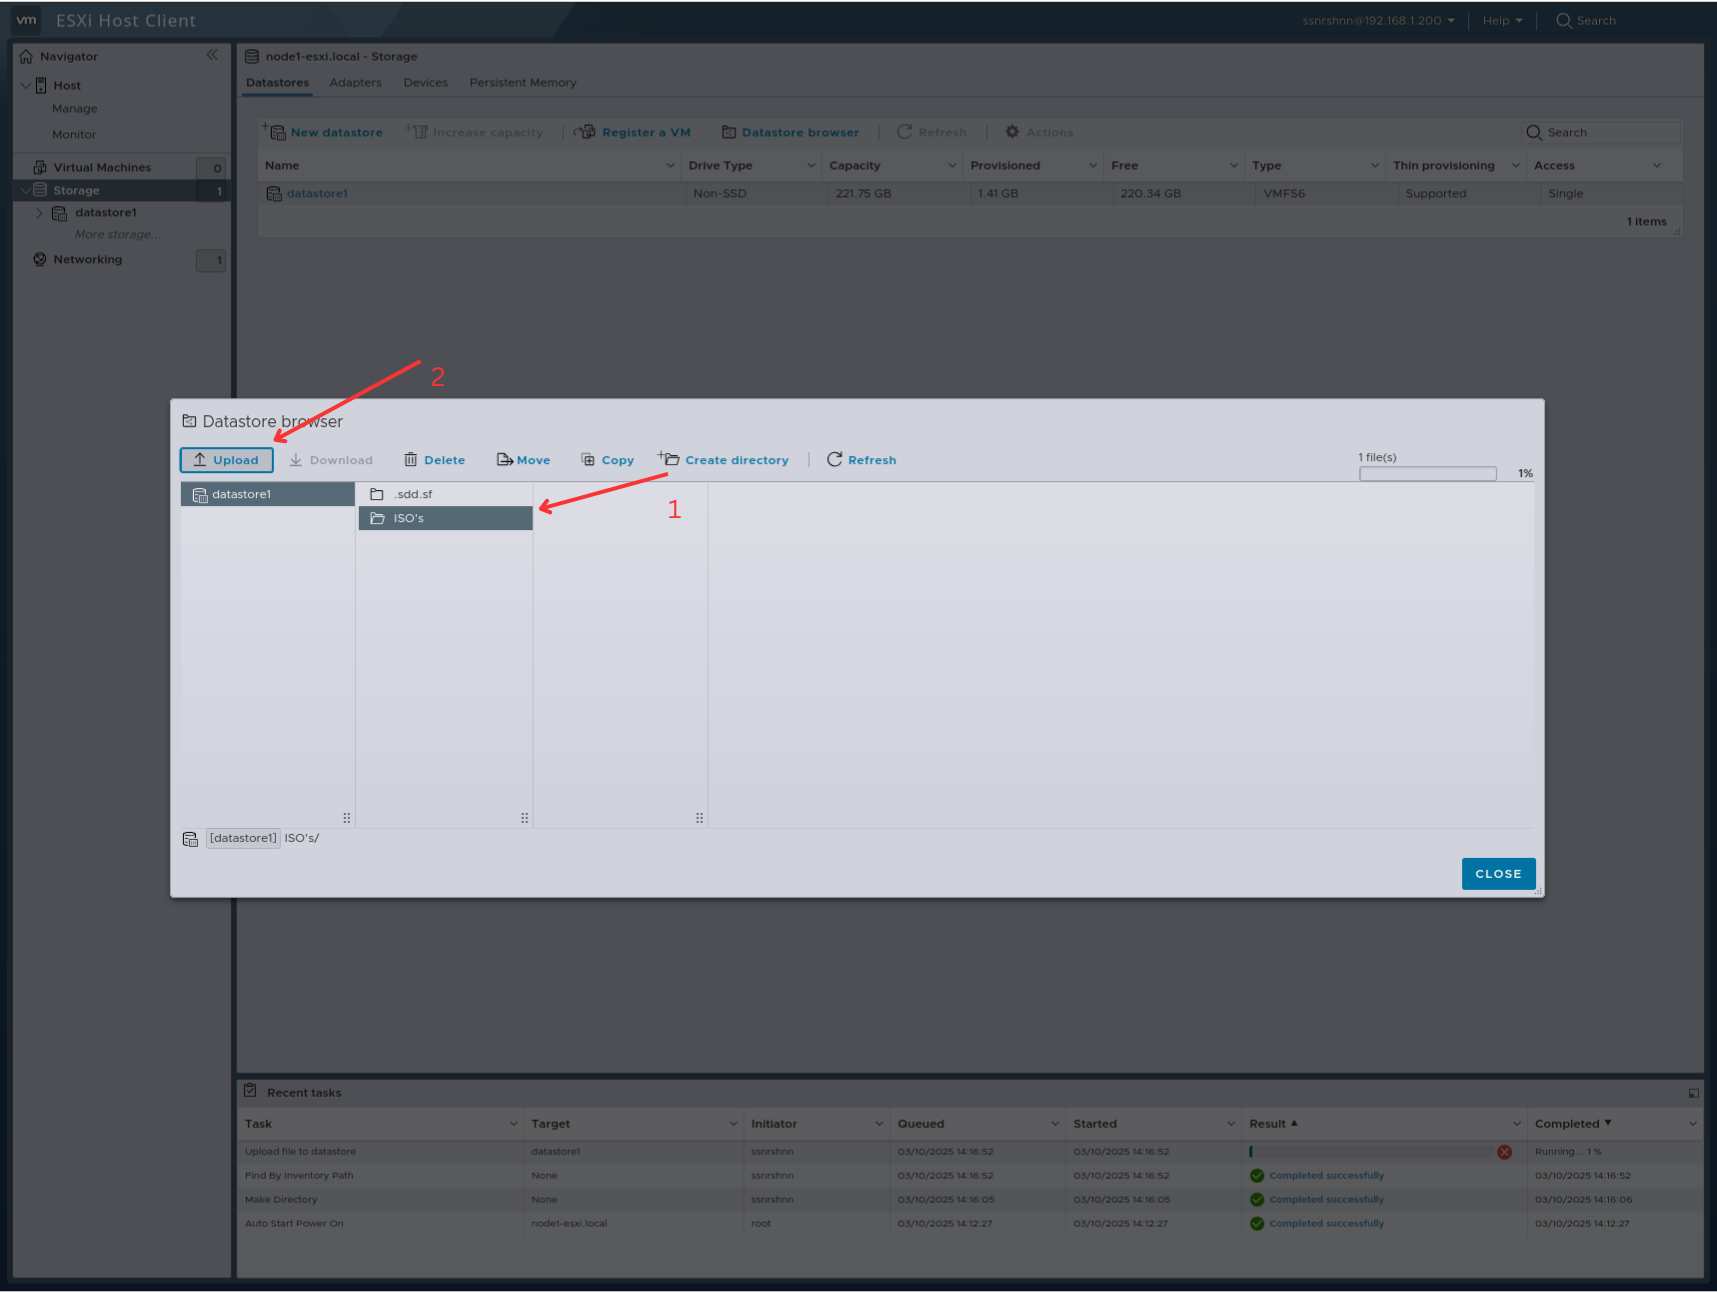 vm ESXi Host Client
ssnrshnn@192.168.1.200 Help Search
Navigator
Host
Manage
Monitor
Virtual Machines 0
Storage 1
datastore1
More storage...
Networking 1
node1-esxi.local - Storage
Datastores Adapters Devices Persistent Memory
New datastore Increase capacity Register a VM Datastore browser Refresh Actions Search
Name Drive Type Capacity Provisioned Free Type Thin provisioning Access
datastore1 Non-SSD 221.75 GB 1.41 GB 220.34 GB VMFS6 Supported Single
1 items
2
Datastore browser
Upload Download Delete Move Copy Create directory Refresh
1 file(s)
1%
datastore1
.sdd.sf
ISO's
1
[datastore1] ISO's/
CLOSE
Recent tasks
Task Target Initiator Queued Started Result Completed
Upload file to datastore datastore1 ssnrshnn 03/10/2025 14:16:52 03/10/2025 14:16:52 Running... 1 %
Find By Inventory Path None ssnrshnn 03/10/2025 14:16:52 03/10/2025 14:16:52 Completed successfully 03/10/2025 14:16:52
Make Directory None ssnrshnn 03/10/2025 14:16:05 03/10/2025 14:16:05 Completed successfully 03/10/2025 14:16:06
Auto Start Power On node1-esxi.local root 03/10/2025 14:12:27 03/10/2025 14:12:27 Completed successfully 03/10/2025 14:12:27